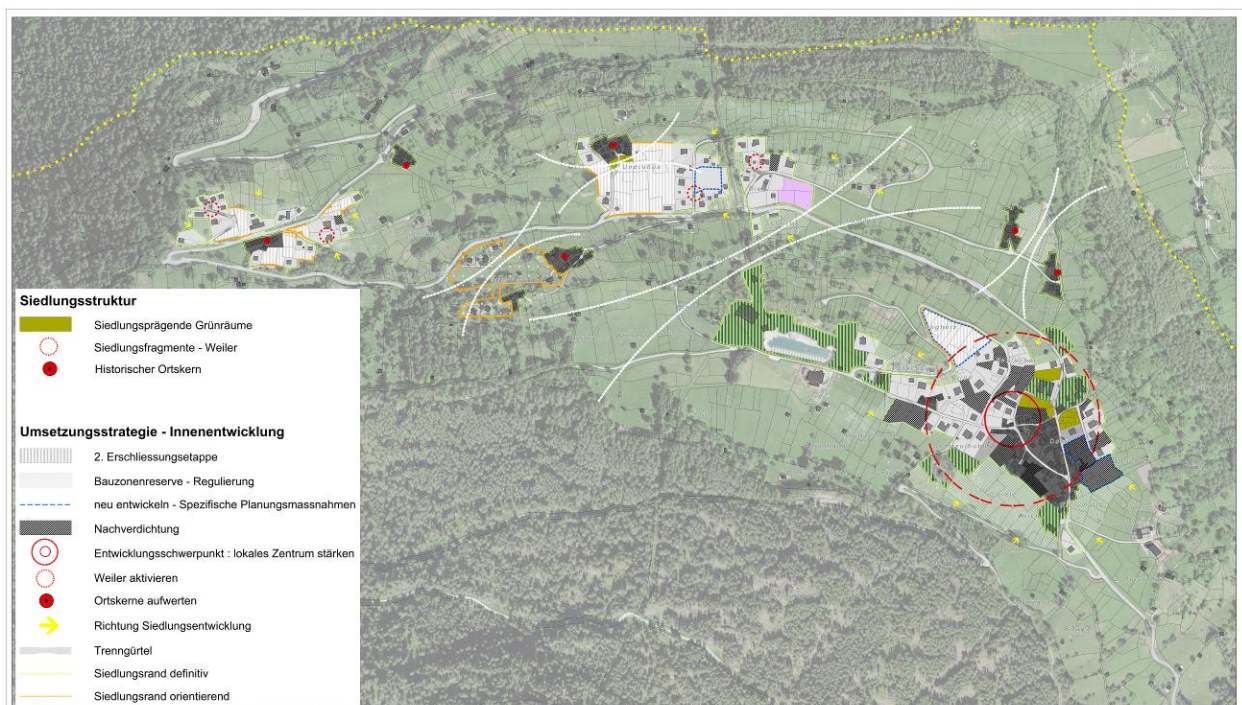 Siedlungsstruktur
Siedlungsprägende Grünräume
Siedlungsfragmente - Weiler
Historischer Ortskern
Umsetzungsstrategie - Innenentwicklung
2. Erschliessungsetappe
Bauzonenreserve - Regulierung
neu entwickeln - Spezifische Planungsmassnahmen
Nachverdichtung
Entwicklungsschwerpunkt : lokales Zentrum stärken
Weiler aktivieren
Ortskerne aufwerten
Richtung Siedlungsentwicklung
Trenngürtel
Siedlungsrand definitiv
Siedlungsrand orientierend